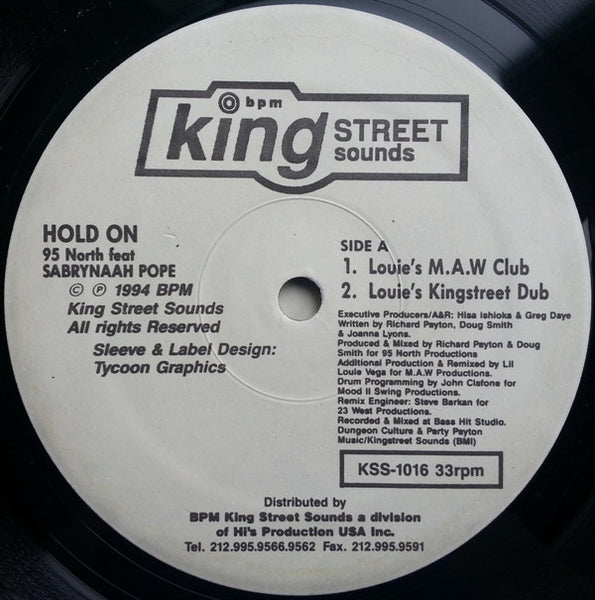 bpm
king STREET
sounds
HOLD ON
95 North feat
SABRYNAAH POPE
© ℗ 1994 BPM
King Street Sounds
All rights Reserved
Sleeve & Label Design:
Tycoon Graphics
SIDE A
1. Louie's M.A.W Club
2. Louie's Kingstreet Dub
Executive Producers/A&R: Hisa Ishioka & Greg Daye
Written by Richard Payton, Doug Smith
& Joanna Lyons.
Produced & Mixed by Richard Payton & Doug
Smith for 95 North Productions
Additional Production & Remixed by Lil
Louie Vega for M.A.W Productions.
Drum Programming by John Clafone for
Mood II Swing Productions.
Remix Engineer: Steve Barkan for
23 West Productions.
Recorded & Mixed at Bass Hit Studio.
Dungeon Culture & Party Payton
Music/Kingstreet Sounds (BMI)
KSS-1016 33rpm
Distributed by
BPM King Street Sounds a division
of Hi's Production USA Inc.
Tel. 212.995.9566.9562 Fax. 212.995.9591